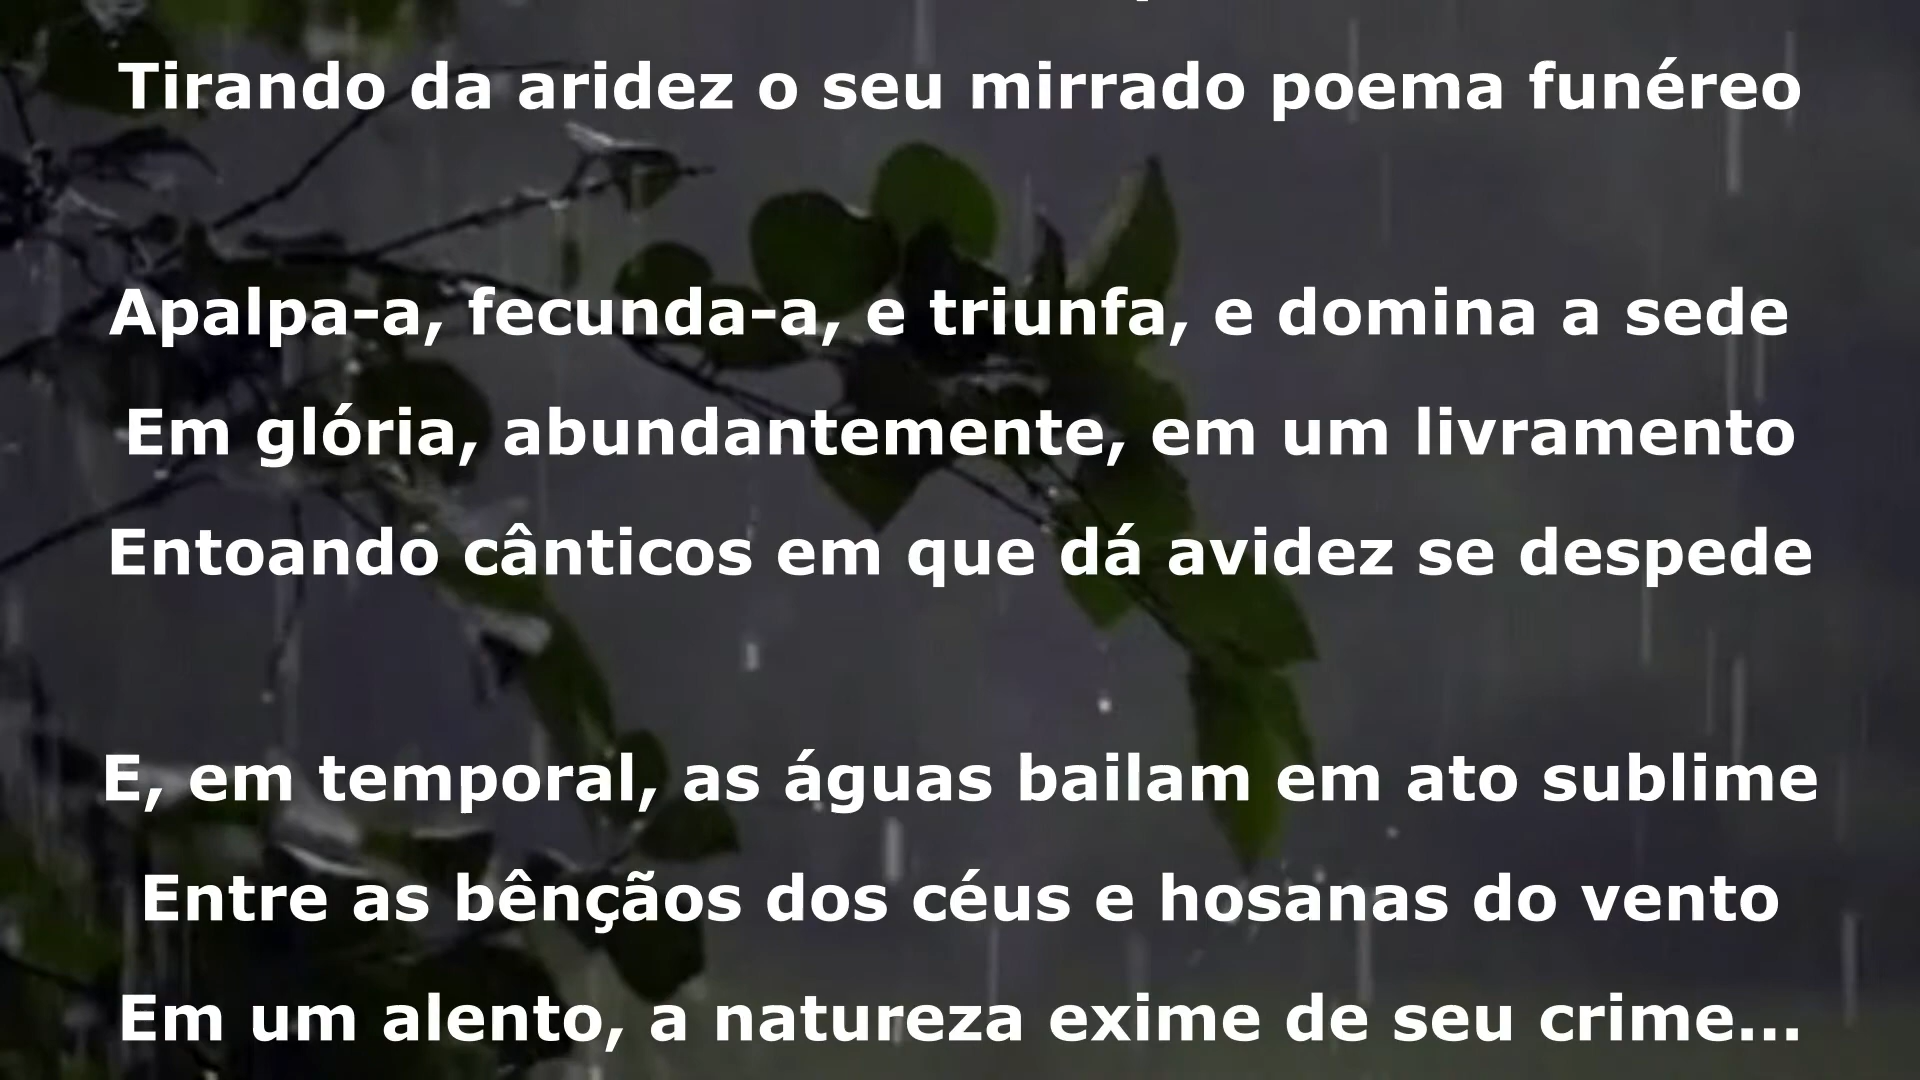 Tirando da aridez o seu mirrado poema funéreo
Apalpa-a, fecunda-a, e triunfa, e domina a sede
Em glória, abundantemente, em um livramento
Entoando cânticos em que dá avidez se despede
E, em temporal, as águas bailam em ato sublime
Entre as bênçãos dos céus e hosanas do vento
Em um alento, a natureza exime de seu crime...